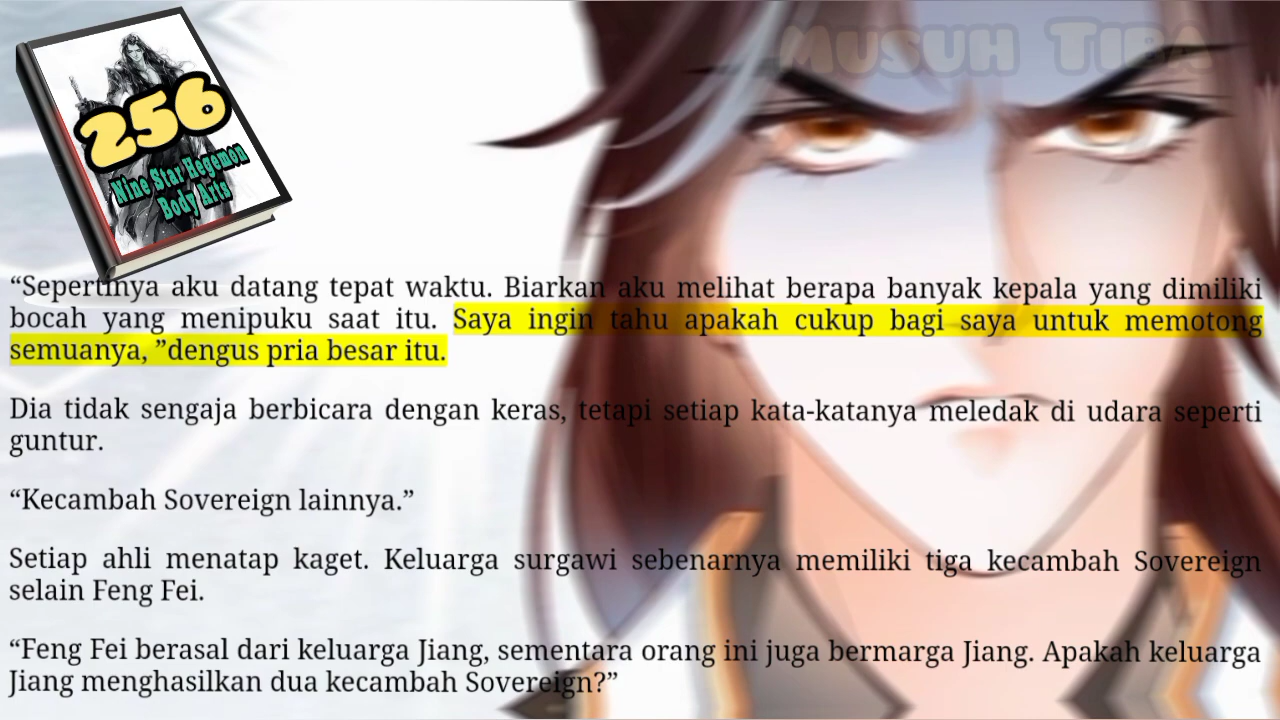 Musuh Tiba
256
Nine Star Hegemon
Body Arts
“Sepertinya aku datang tepat waktu. Biarkan aku melihat berapa banyak kepala yang dimiliki
bocah yang menipuku saat itu. Saya ingin tahu apakah cukup bagi saya untuk memotong
semuanya, ”dengus pria besar itu.
Dia tidak sengaja berbicara dengan keras, tetapi setiap kata-katanya meledak di udara seperti
guntur.
“Kecambah Sovereign lainnya.”
Setiap ahli menatap kaget. Keluarga surgawi sebenarnya memiliki tiga kecambah Sovereign
selain Feng Fei.
“Feng Fei berasal dari keluarga Jiang, sementara orang ini juga bermarga Jiang. Apakah keluarga
Jiang menghasilkan dua kecambah Sovereign?”